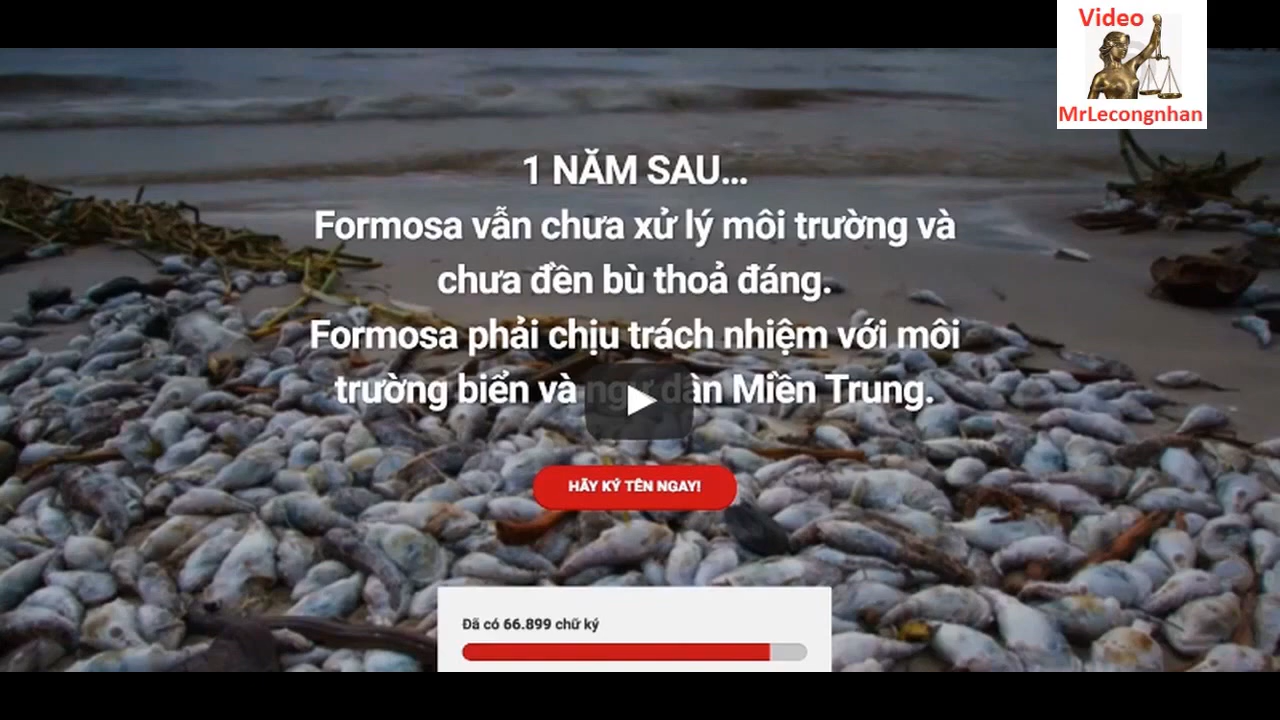 Video
MrLecongnhan
1 NĂM SAU...
Formosa vẫn chưa xử lý môi trường và
chưa đền bù thoả đáng.
Formosa phải chịu trách nhiệm với môi
trường biển và ngư dân Miền Trung.
HÃY KÝ TÊN NGAY!
Đã có 66.899 chữ ký